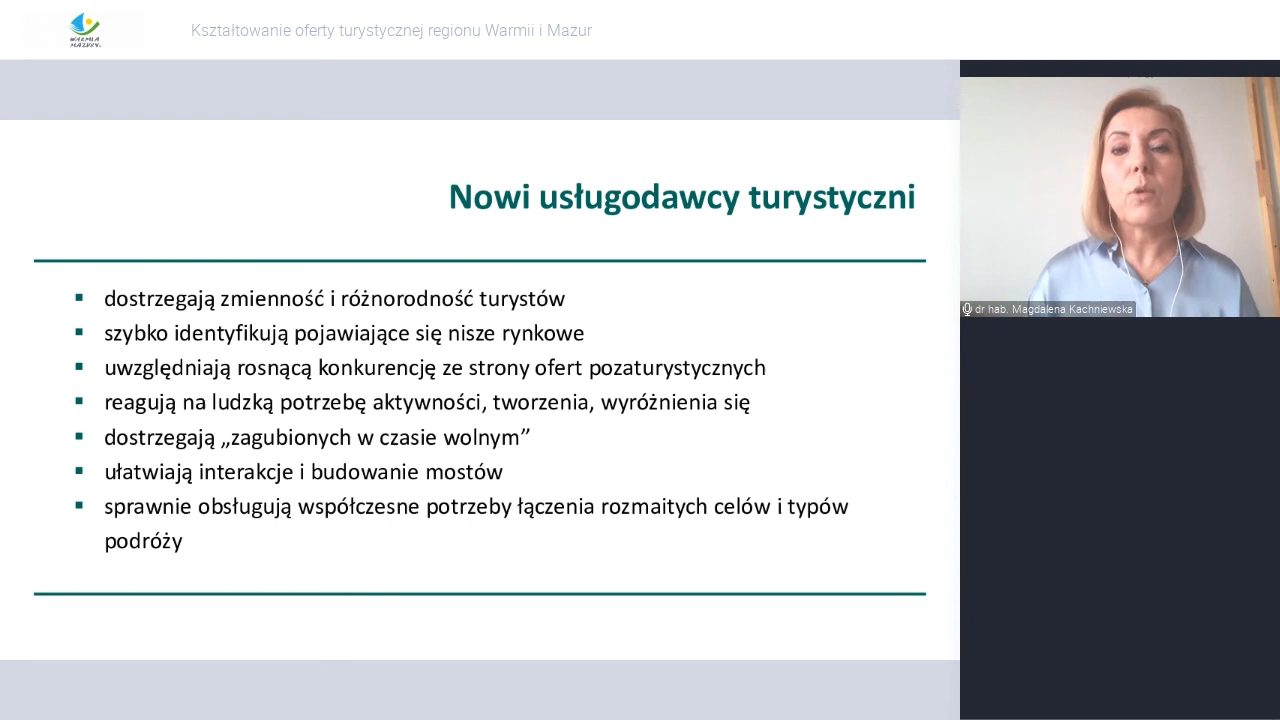 WARMIA
MAZURY
Kształtowanie oferty turystycznej regionu Warmii i Mazur
Nowi usługodawcy turystyczni
▪ dostrzegają zmienność i różnorodność turystów
▪ szybko identyfikują pojawiające się nisze rynkowe
▪ uwzględniają rosnącą konkurencję ze strony ofert pozaturystycznych
▪ reagują na ludzką potrzebę aktywności, tworzenia, wyróżnienia się
▪ dostrzegają „zagubionych w czasie wolnym”
▪ ułatwiają interakcje i budowanie mostów
▪ sprawnie obsługują współczesne potrzeby łączenia rozmaitych celów i typów
podróży
dr hab. Magdalena Kachniewska